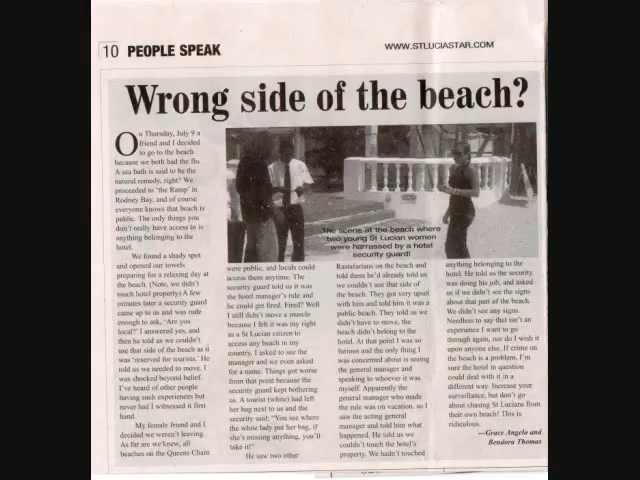 10 PEOPLE SPEAK
WWW.STLUCIASTAR.COM
Wrong side of the beach?
On Thursday, July 9 a
friend and I decided
to go to the beach
because we both had the flu.
A sea bath is said to be the
natural remedy, right? We
proceeded to 'the Ramp' in
Rodney Bay, and of course
everyone knows that beach is
public. The only things you
don't really have access to is
anything belonging to the
hotel.
We found a shady spot
and opened our towels
preparing for a relaxing day at
the beach. (Note, we didn't
touch hotel property) A few
minutes later a security guard
came up to us and was rude
enough to ask, 'Are you
local?' I answered yes, and
then he told us we couldn't
use that side of the beach as it
was 'reserved for tourists.' He
told us we needed to move. I
was shocked beyond belief.
I've heard of other people
having such experiences but
never had I witnessed it first
hand.
My female friend and I
decided we weren't leaving.
As far are we knew, all
beaches on the Queens Chain
The scene at the beach where
two young St Lucian women
were harrassed by a hotel
security guard!
were public, and locals could
access them anytime. The
security guard told us it was
the hotel manager's rule and
he could get fired. Fired? Well
I still didn't move a muscle
because I felt it was my right
as a St Lucian citizen to
access any beach in my
country. I asked to see the
manager and we even asked
for a name. Things got worse
from that point because the
security guard kept bothering
us. A tourist (white) had left
her bag next to us and the
security said: "You see where
the white lady put her bag, if
she's missing anything, you'll
take it!"
He saw two other
Rastafarians on the beach and
told them he'd already told us
we couldn't use that side of
the beach. They got very upset
with him and told him it was a
public beach. They told us we
didn't have to move, the
beach didn't belong to the
hotel. At that point I was so
furious and the only thing I
was concerned about is seeing
the general manager and
speaking to whoever it was
myself. Apparently the
general manager who made
the rule was on vacation, so I
saw the acting general
manager and told him what
happened. He told us we
couldn't touch the hotel's
property. We hadn't touched
anything belonging to the
hotel. He told us the security
was doing his job, and asked
us if we didn't see the signs
about that part of the beach.
We didn't see any signs.
Needless to say that isn't an
experience I want to go
through again, nor do I wish it
upon anyone else. If crime on
the beach is a problem, I'm
sure the hotel in question
could deal with it in a
different way. Increase your
surveillance, but don't go
about chasing St Lucians from
their own beach! This is
ridiculous.
—Grace Angelo and
Bendora Thomas